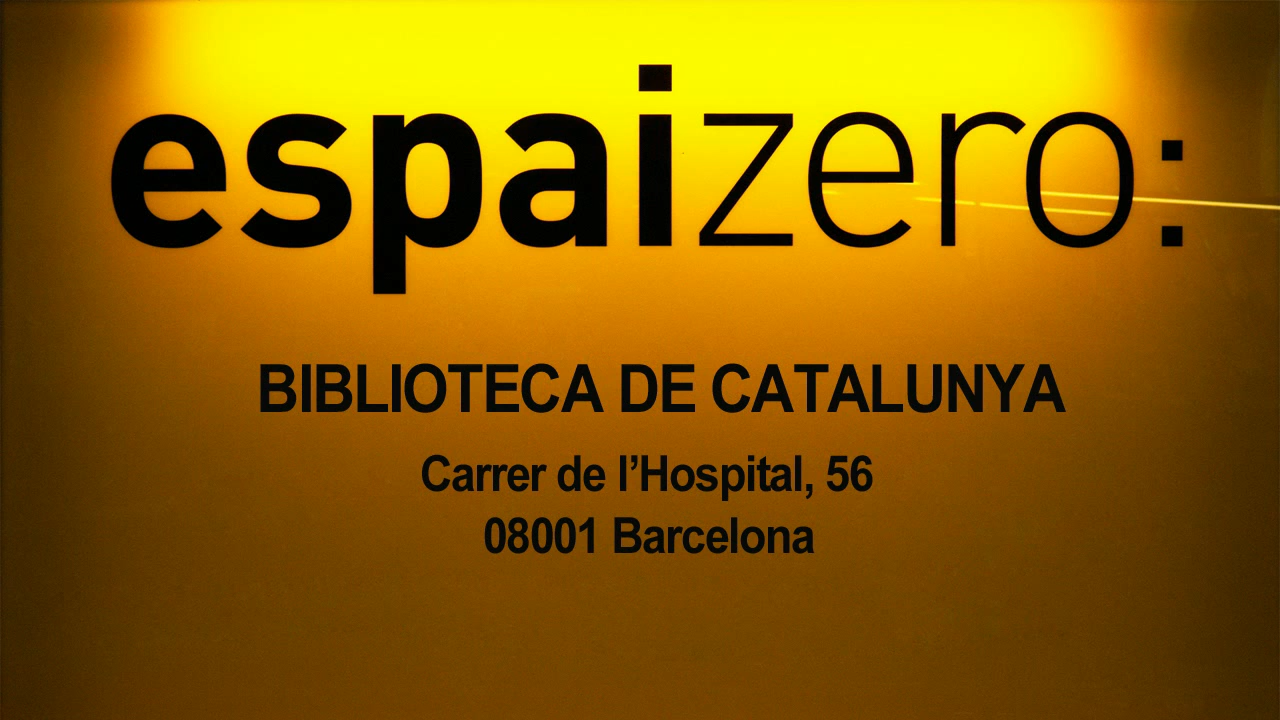 espaizero:
BIBLIOTECA DE CATALUNYA
Carrer de l’Hospital, 56
08001 Barcelona